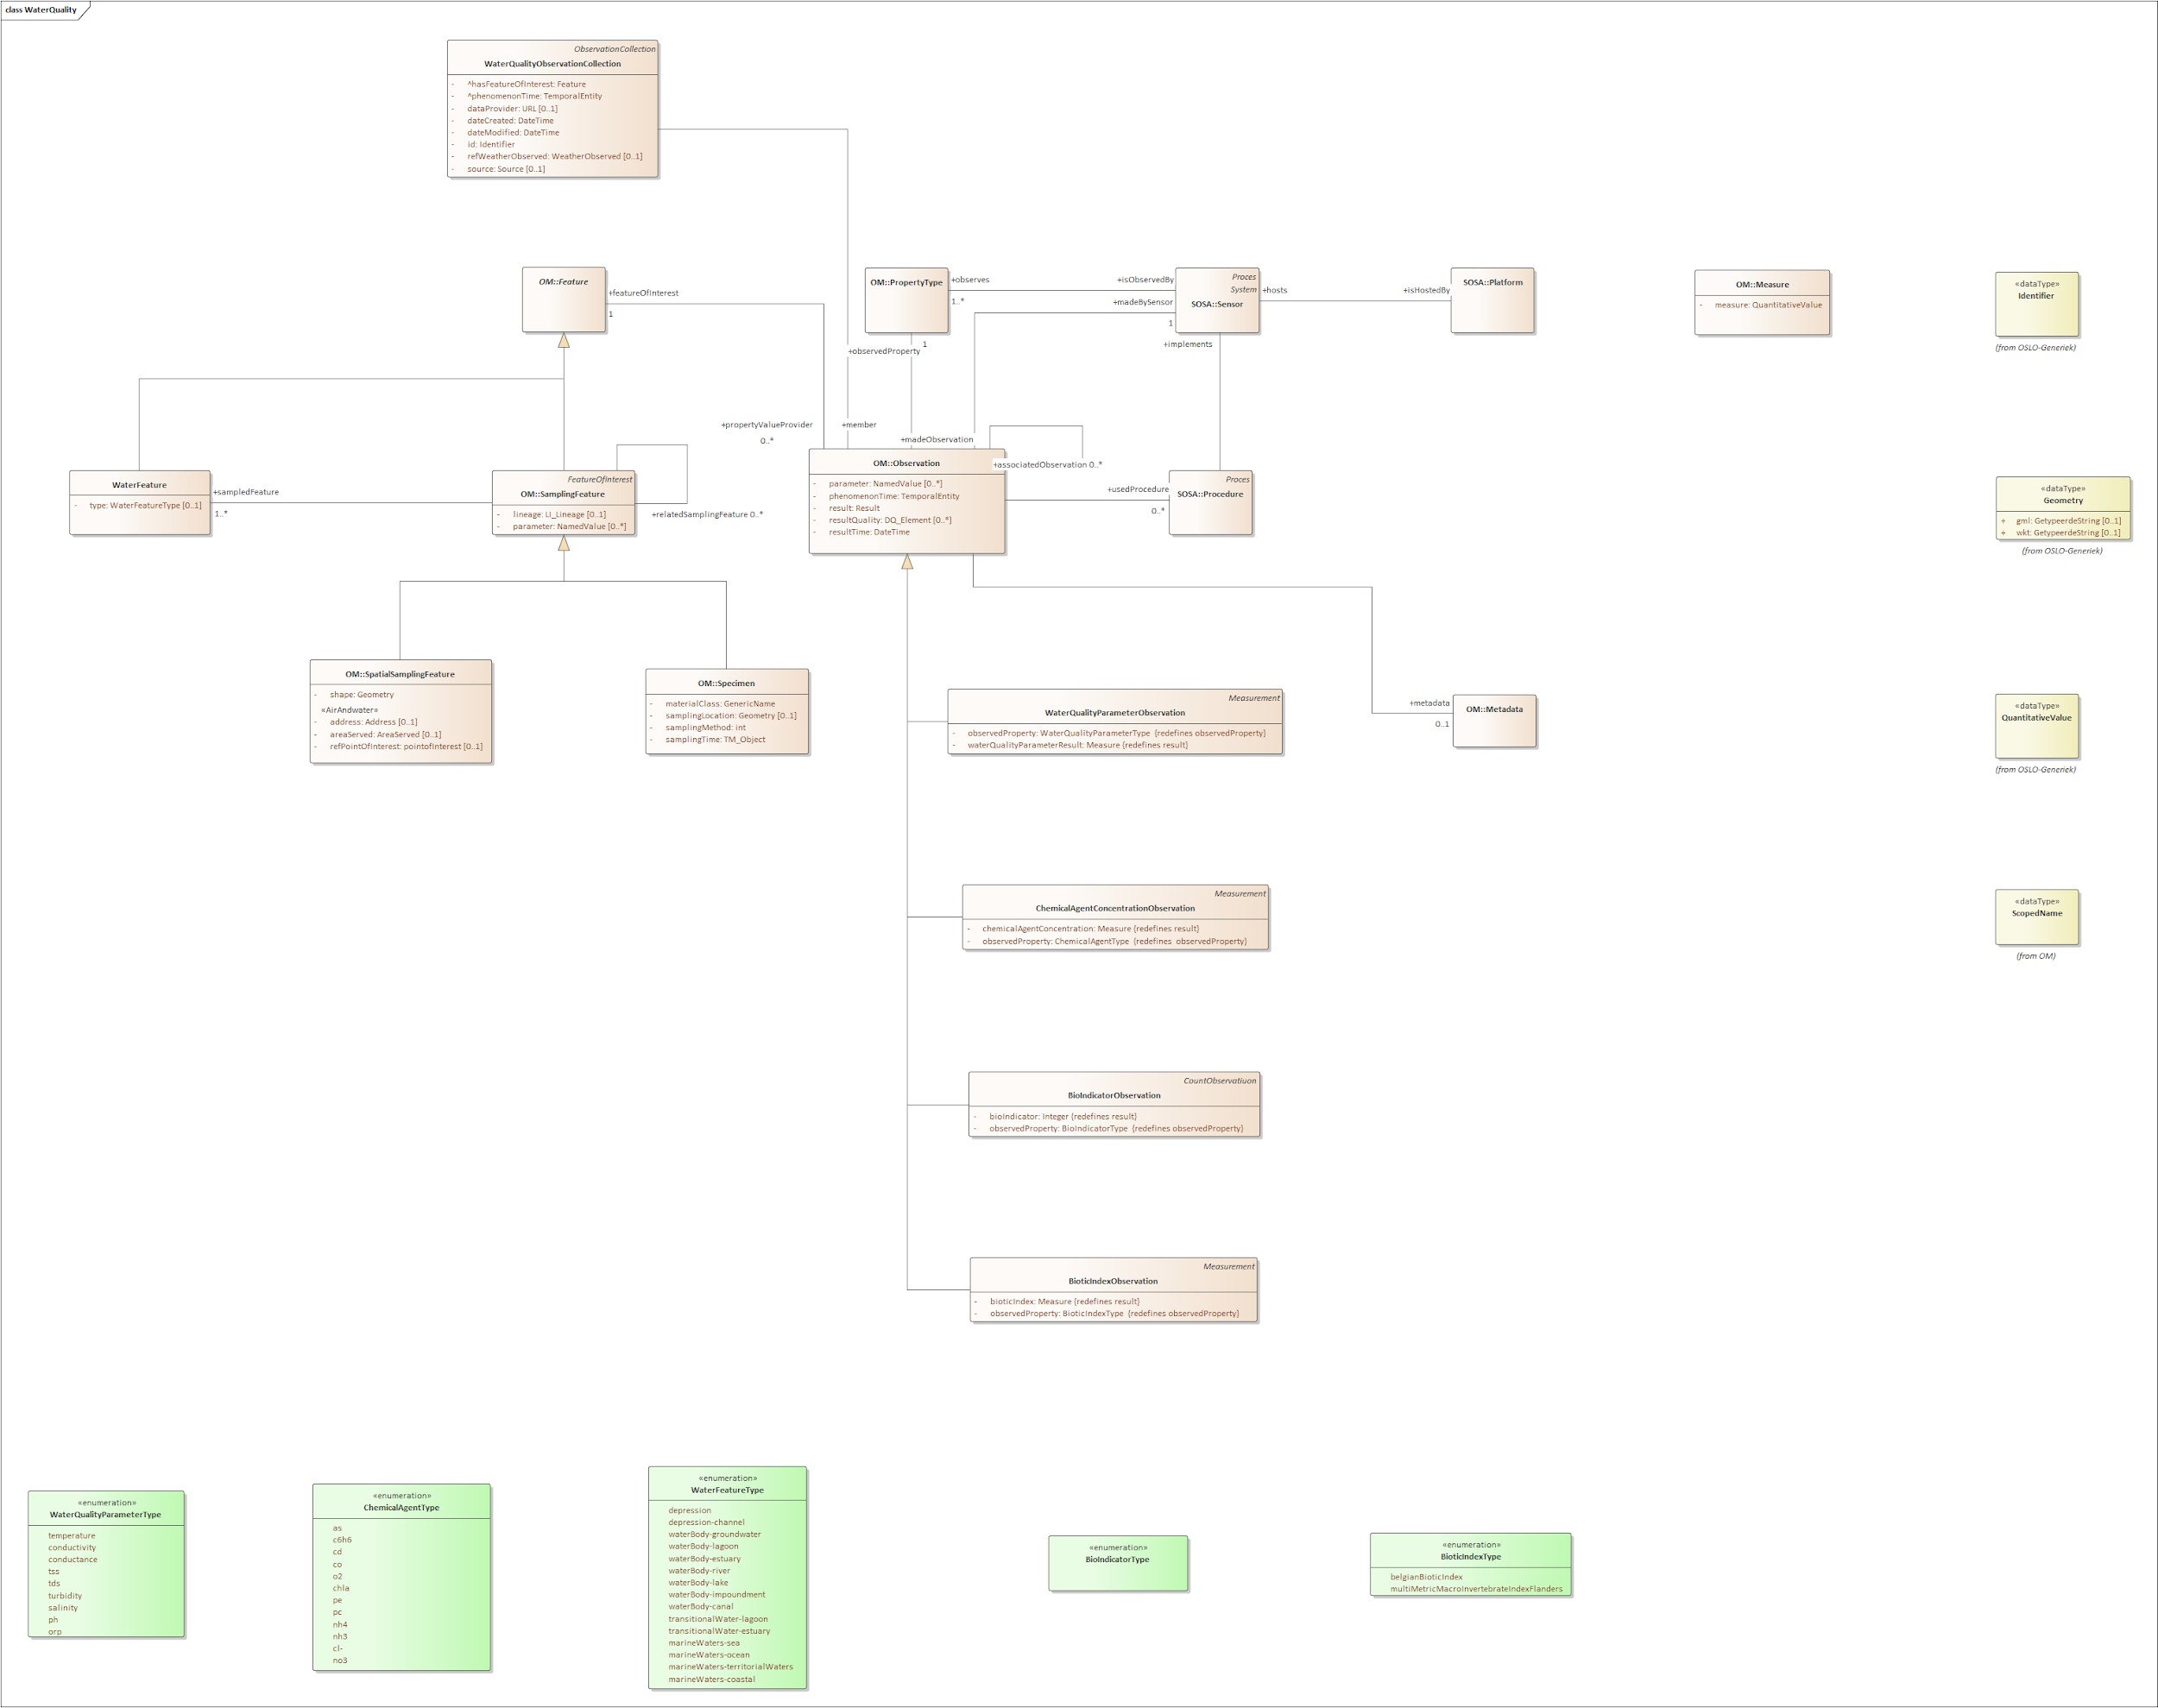 class WaterQuality
ObservationCollection
WaterQualityObservationCollection
- ^hasFeatureOfInterest: Feature
- ^phenomenonTime: TemporalEntity
- dataProvider: URL [0..1]
- dateCreated: DateTime
- dateModified: DateTime
- id: Identifier
- refWeatherObserved: WeatherObserved [0..1]
- source: Source [0..1]
OM::Feature
+featureOfInterest
1
OM::PropertyType
+observes
1..*
+isObservedBy
+madeBySensor
1
Proces
System
SOSA::Sensor
+hosts
+isHostedBy
SOSA::Platform
OM::Measure
- measure: QuantitativeValue
«dataType»
Identifier
(from OSLO-Generiek)
1
+observedProperty
+implements
+propertyValueProvider
0..*
+member
+madeObservation
+associatedObservation 0..*
WaterFeature
- type: WaterFeatureType [0..1]
+sampledFeature
1..*
FeatureOfInterest
OM::SamplingFeature
- lineage: LI_Lineage [0..1]
- parameter: NamedValue [0..*]
+relatedSamplingFeature 0..*
OM::Observation
- parameter: NamedValue [0..*]
- phenomenonTime: TemporalEntity
- result: Result
- resultQuality: DQ_Element [0..*]
- resultTime: DateTime
+usedProcedure
0..*
Proces
SOSA::Procedure
«dataType»
Geometry
+ gml: GetypeerdeString [0..1]
+ wkt: GetypeerdeString [0..1]
(from OSLO-Generiek)
OM::SpatialSamplingFeature
- shape: Geometry
«AirAndwater»
- address: Address [0..1]
- areaServed: AreaServed [0..1]
- refPointOfInterest: pointofInterest [0..1]
OM::Specimen
- materialClass: GenericName
- samplingLocation: Geometry [0..1]
- samplingMethod: int
- samplingTime: TM_Object
Measurement
WaterQualityParameterObservation
- observedProperty: WaterQualityParameterType {redefines observedProperty}
- waterQualityParameterResult: Measure {redefines result}
+metadata
0..1
OM::Metadata
«dataType»
QuantitativeValue
(from OSLO-Generiek)
Measurement
ChemicalAgentConcentrationObservation
- chemicalAgentConcentration: Measure {redefines result}
- observedProperty: ChemicalAgentType {redefines observedProperty}
«dataType»
ScopedName
(from OM)
CountObservatiuon
BioIndicatorObservation
- bioIndicator: Integer {redefines result}
- observedProperty: BioIndicatorType {redefines observedProperty}
Measurement
BioticIndexObservation
- bioticIndex: Measure {redefines result}
- observedProperty: BioticIndexType {redefines observedProperty}
«enumeration»
WaterQualityParameterType
temperature
conductivity
conductance
tss
tds
turbidity
salinity
ph
orp
«enumeration»
ChemicalAgentType
as
c6h6
cd
co
o2
chla
pe
pc
nh4
nh3
cl-
no3
«enumeration»
WaterFeatureType
depression
depression-channel
waterBody-groundwater
waterBody-lagoon
waterBody-estuary
waterBody-river
waterBody-lake
waterBody-impoundment
waterBody-canal
transitionalWater-lagoon
transitionalWater-estuary
marineWaters-sea
marineWaters-ocean
marineWaters-territorialWaters
marineWaters-coastal
«enumeration»
BioIndicatorType
«enumeration»
BioticIndexType
belgianBioticIndex
multiMetricMacroInvertebrateIndexFlanders